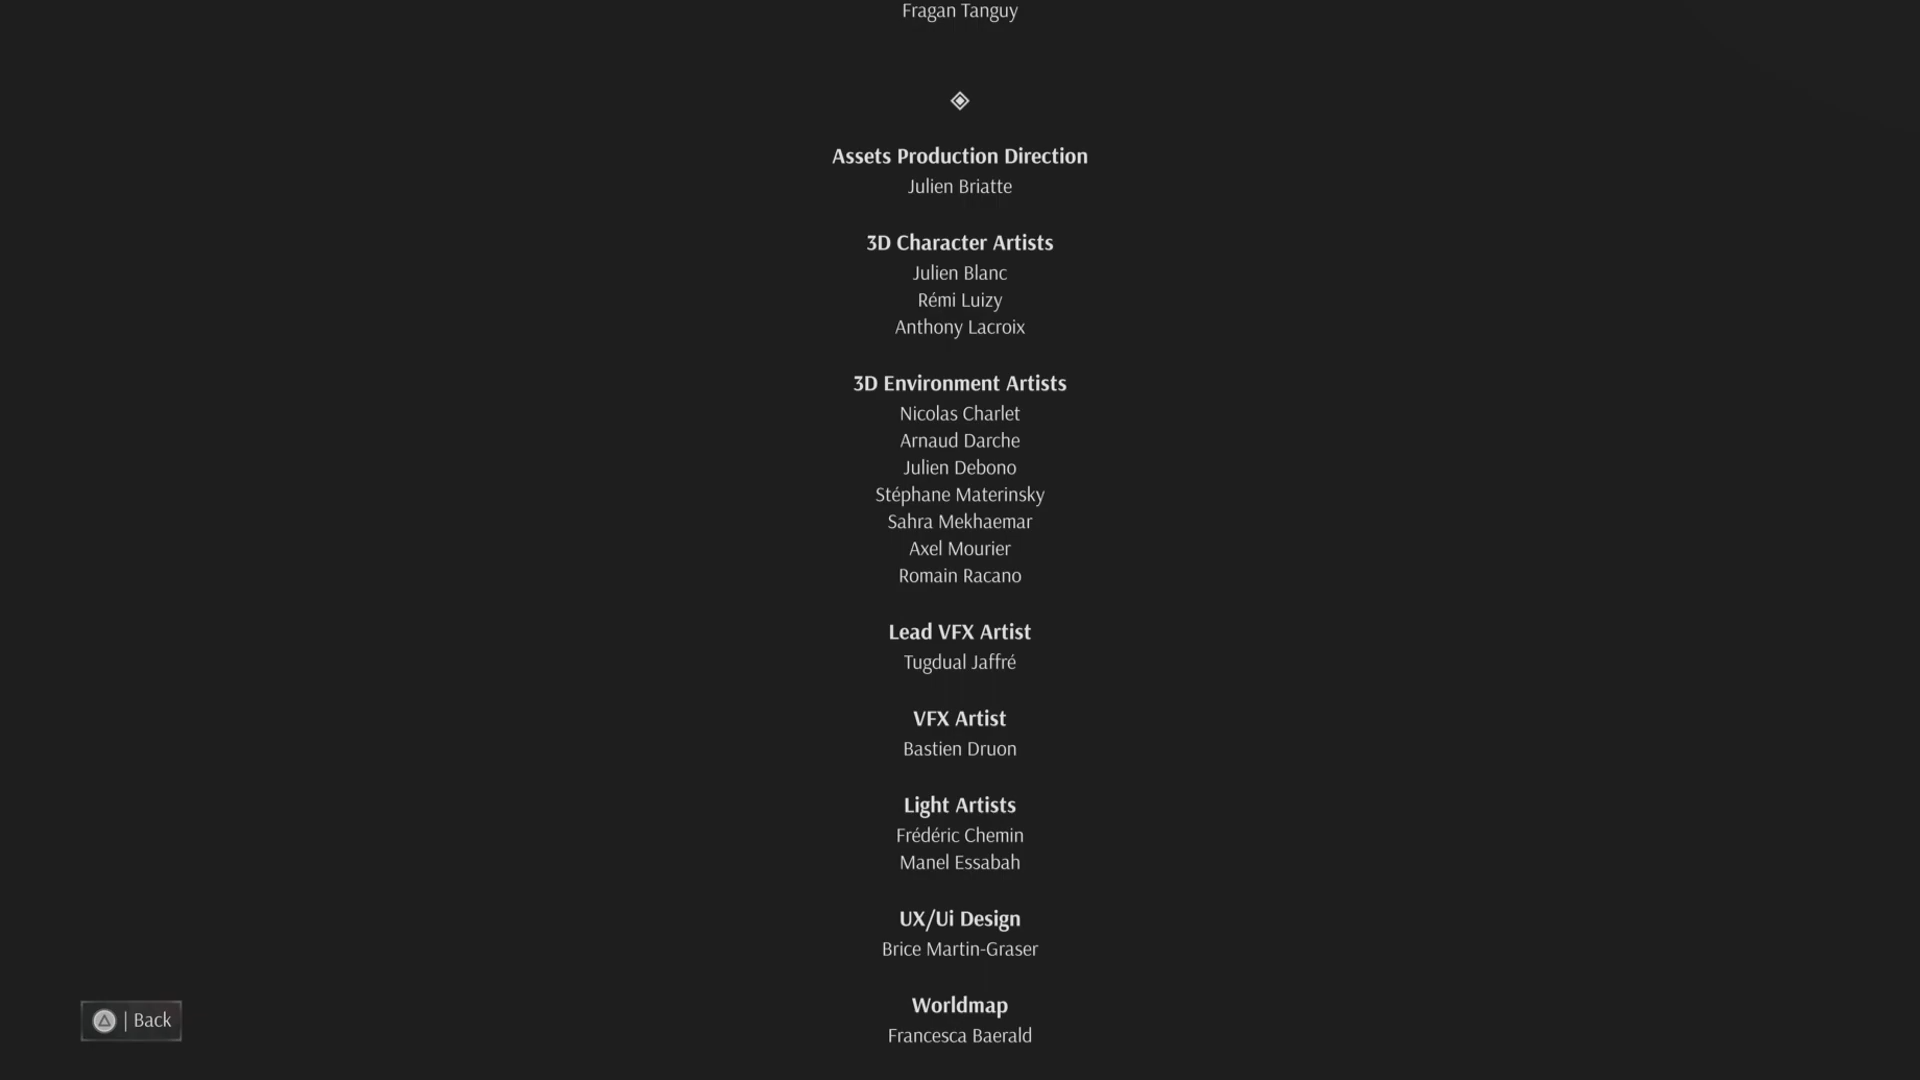 Fragan Tanguy
Assets Production Direction
Julien Briatte
3D Character Artists
Julien Blanc
Rémi Luizy
Anthony Lacroix
3D Environment Artists
Nicolas Charlet
Arnaud Darche
Julien Debono
Stéphane Materinsky
Sahra Mekhaemar
Axel Mourier
Romain Racano
Lead VFX Artist
Tugdual Jaffré
VFX Artist
Bastien Druon
Light Artists
Frédéric Chemin
Manel Essabah
UX/Ui Design
Brice Martin-Graser
Worldmap
Francesca Baerald
| Back